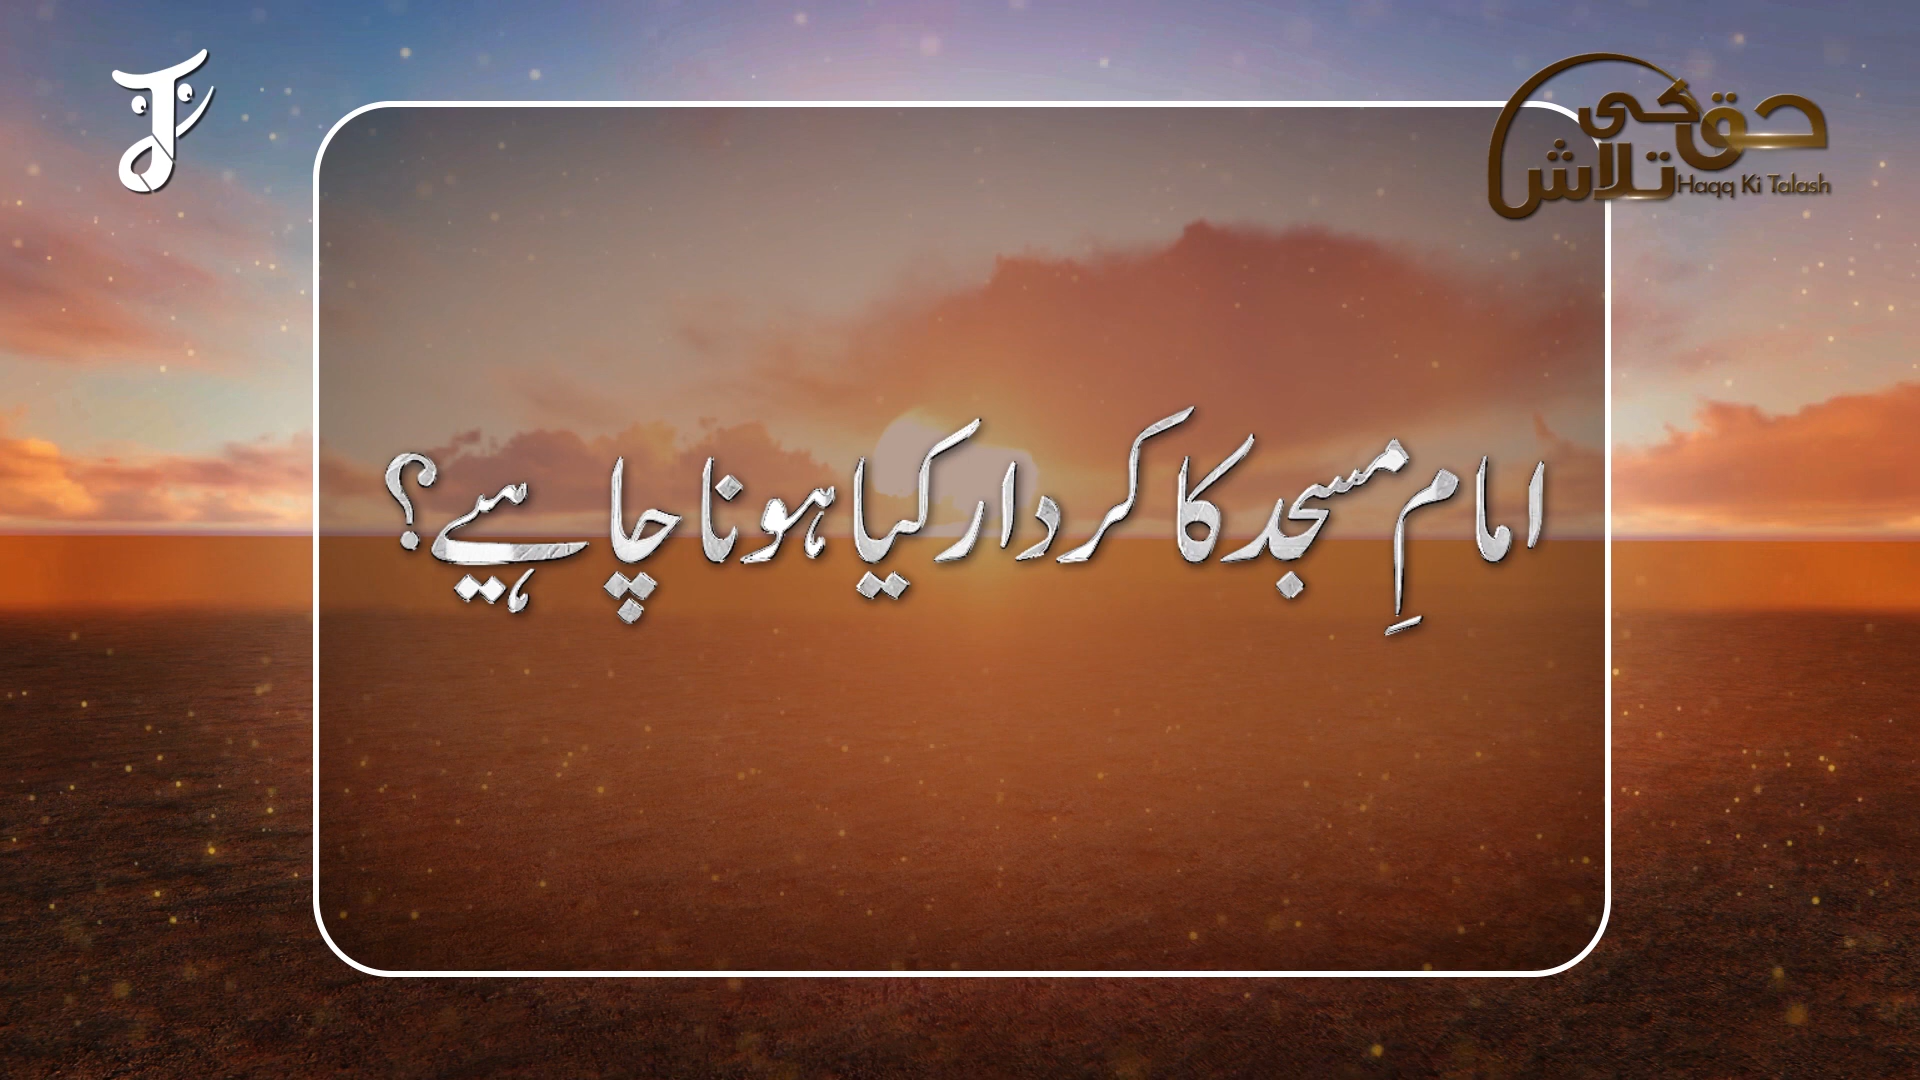 حق کی تلاش
Haqq Ki Talash
امامِ مسجد کا کردار کیا ہونا چاہیے؟